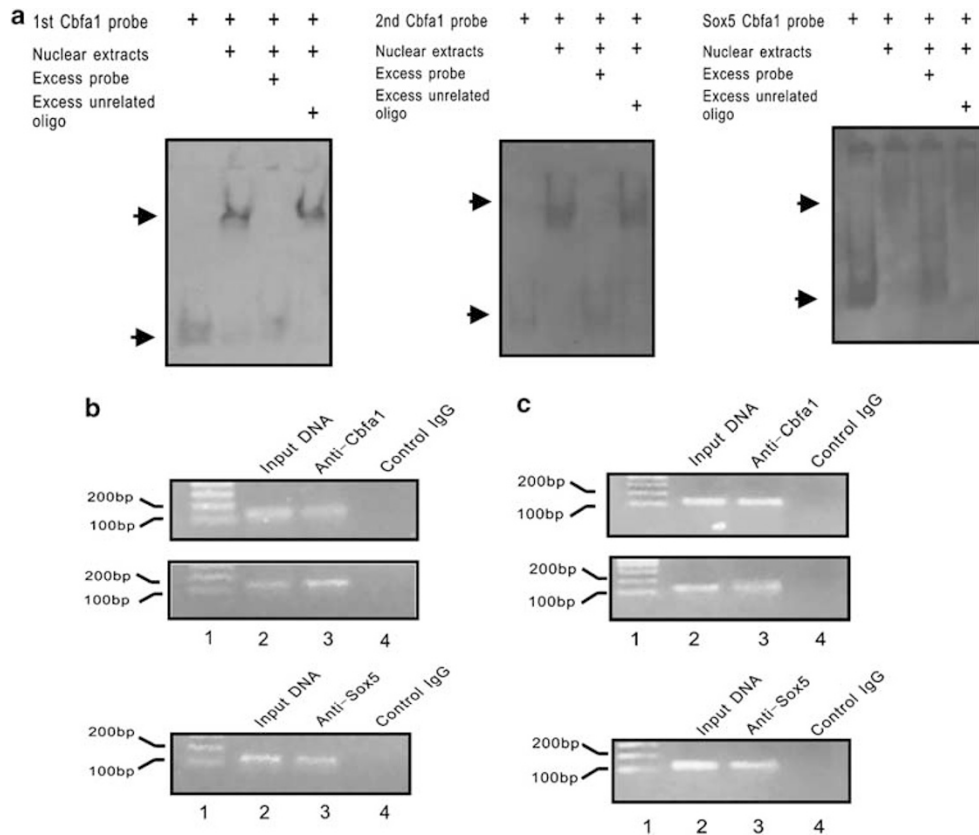 a
1st Cbfa1 probe + + + +
Nuclear extracts + + +
Excess probe +
Excess unrelated
oligo +
2nd Cbfa1 probe + + + +
Nuclear extracts + + +
Excess probe +
Excess unrelated
oligo +
Sox5 Cbfa1 probe + + + +
Nuclear extracts + + +
Excess probe +
Excess unrelated
oligo +
b
Input DNA
Anti-Cbfa1
Control IgG
200bp
100bp
200bp
100bp
1 2 3 4
Input DNA
Anti-Sox5
Control IgG
200bp
100bp
1 2 3 4
c
Input DNA
Anti-Cbfa1
Control IgG
200bp
100bp
200bp
100bp
1 2 3 4
Input DNA
Anti-Sox5
Control IgG
200bp
100bp
1 2 3 4